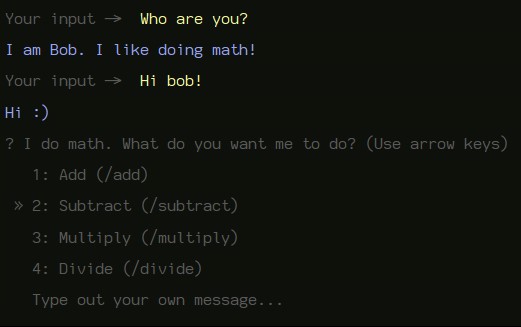 Your input -> Who are you?
I am Bob. I like doing math!
Your input -> Hi bob!
Hi :)
? I do math. What do you want me to do? (Use arrow keys)
1: Add (/add)
» 2: Subtract (/subtract)
3: Multiply (/multiply)
4: Divide (/divide)
Type out your own message...